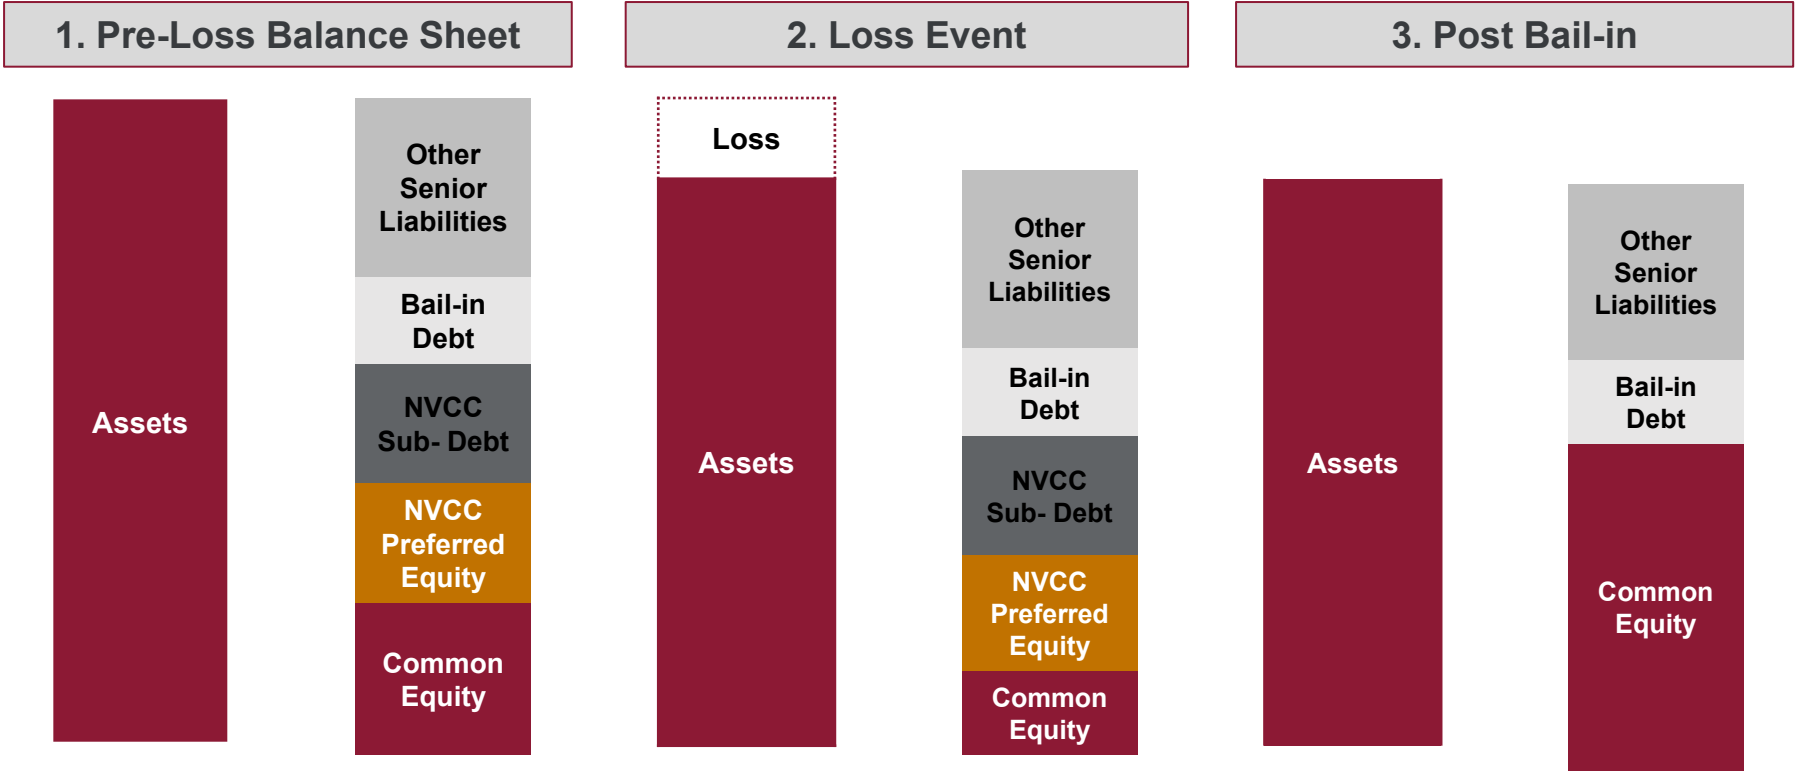 1. Pre-Loss Balance Sheet
Assets
Other
Senior
Liabilities
Bail-in
Debt
NVCC
Sub- Debt
NVCC
Preferred
Equity
Common
Equity
2. Loss Event
Loss
Assets
Other
Senior
Liabilities
Bail-in
Debt
NVCC
Sub- Debt
NVCC
Preferred
Equity
Common
Equity
3. Post Bail-in
Assets
Other
Senior
Liabilities
Bail-in
Debt
Common
Equity